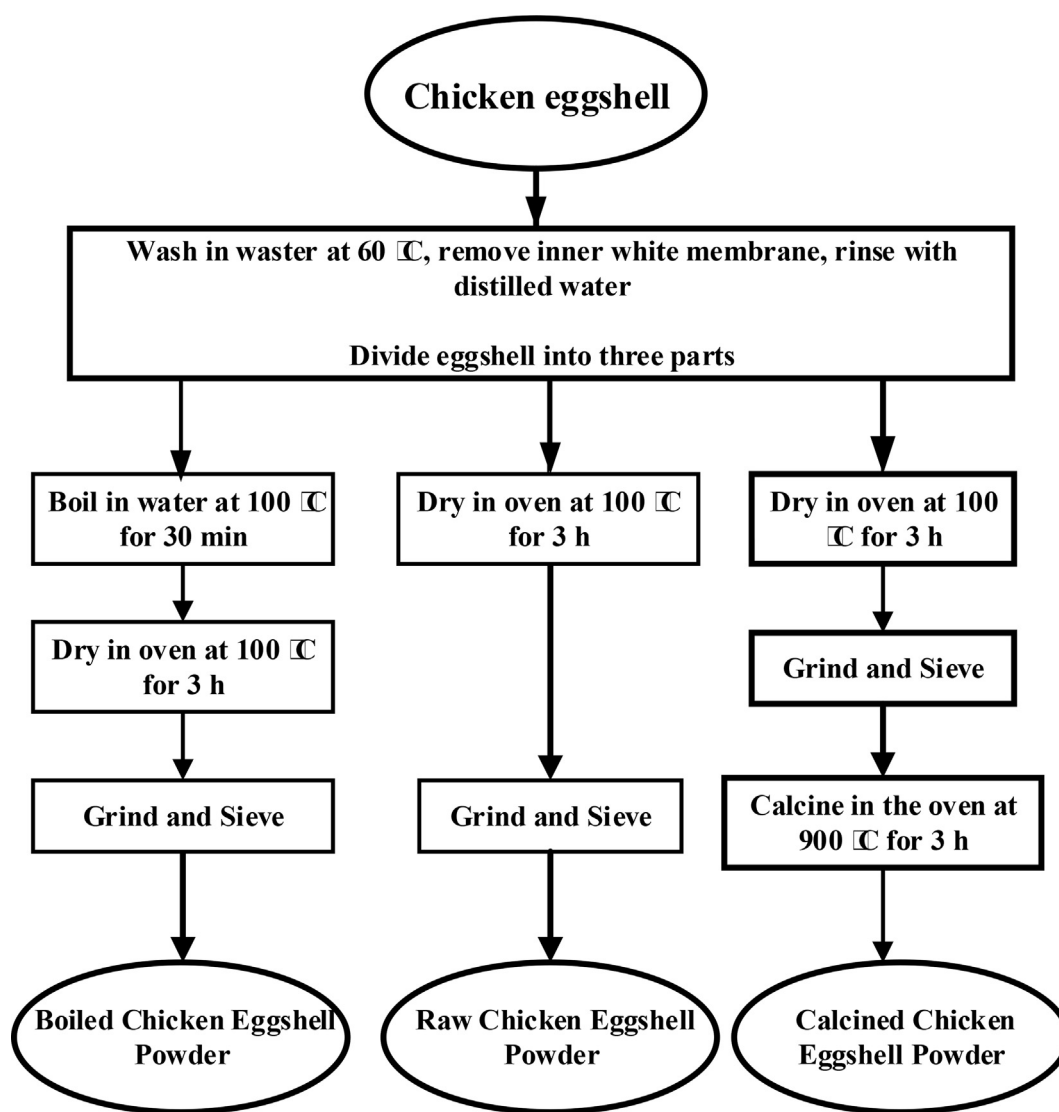 Chicken eggshell
Wash in waster at 60 ℃, remove inner white membrane, rinse with
distilled water
Divide eggshell into three parts
Boil in water at 100 ℃
for 30 min
Dry in oven at 100 ℃
for 3 h
Grind and Sieve
Boiled Chicken Eggshell
Powder
Dry in oven at 100 ℃
for 3 h
Grind and Sieve
Raw Chicken Eggshell
Powder
Dry in oven at 100
℃ for 3 h
Grind and Sieve
Calcine in the oven at
900 ℃ for 3 h
Calcined Chicken
Eggshell Powder